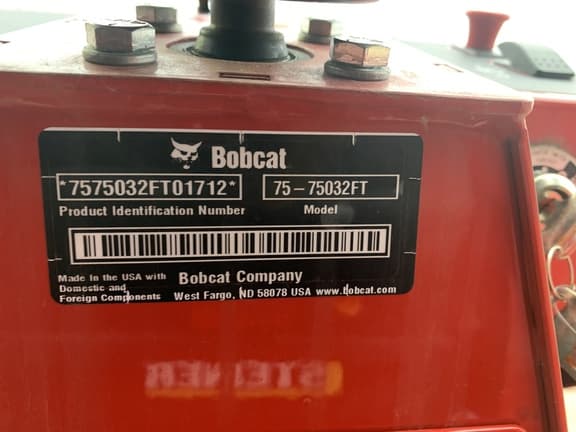 Bobcat
*7575032FT01712* 75-75032FT
Product Identification Number Model
Made in the USA with
Domestic and
Foreign Components
Bobcat Company
West Fargo, ND 58078 USA www.bobcat.com